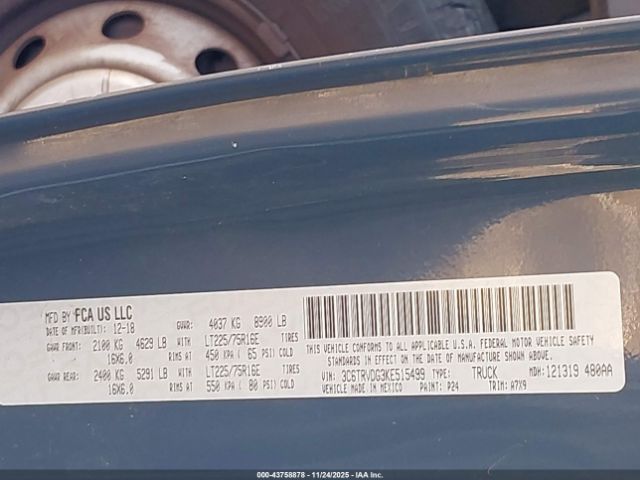 MFD BY FCA US LLC
DATE OF MFR(BUILT): 12-18 GVWR: 4037 KG 8900 LB
GAWR FRONT: 2100 KG 4629 LB LT225/75R16E TIRES
16X6.0 RIMS AT 450 KPA ( 65 PSI) COLD
GAWR REAR: 2400 KG 5291 LB LT225/75R16E TIRES
16X6.0 RIMS AT 550 KPA ( 80 PSI) COLD
THIS VEHICLE CONFORMS TO ALL APPLICABLE U.S.A. FEDERAL MOTOR VEHICLE SAFETY
STANDARDS IN EFFECT ON THE DATE OF MANUFACTURE SHOWN ABOVE.
VIN: 3C6TRVDG3KE515499 TYPE: TRUCK MDH: 121319 480AA
VEHICLE MADE IN MEXICO PAINT: P24 TRIM: A7X9
000-43758878 - 11/24/2025 - IAA Inc.